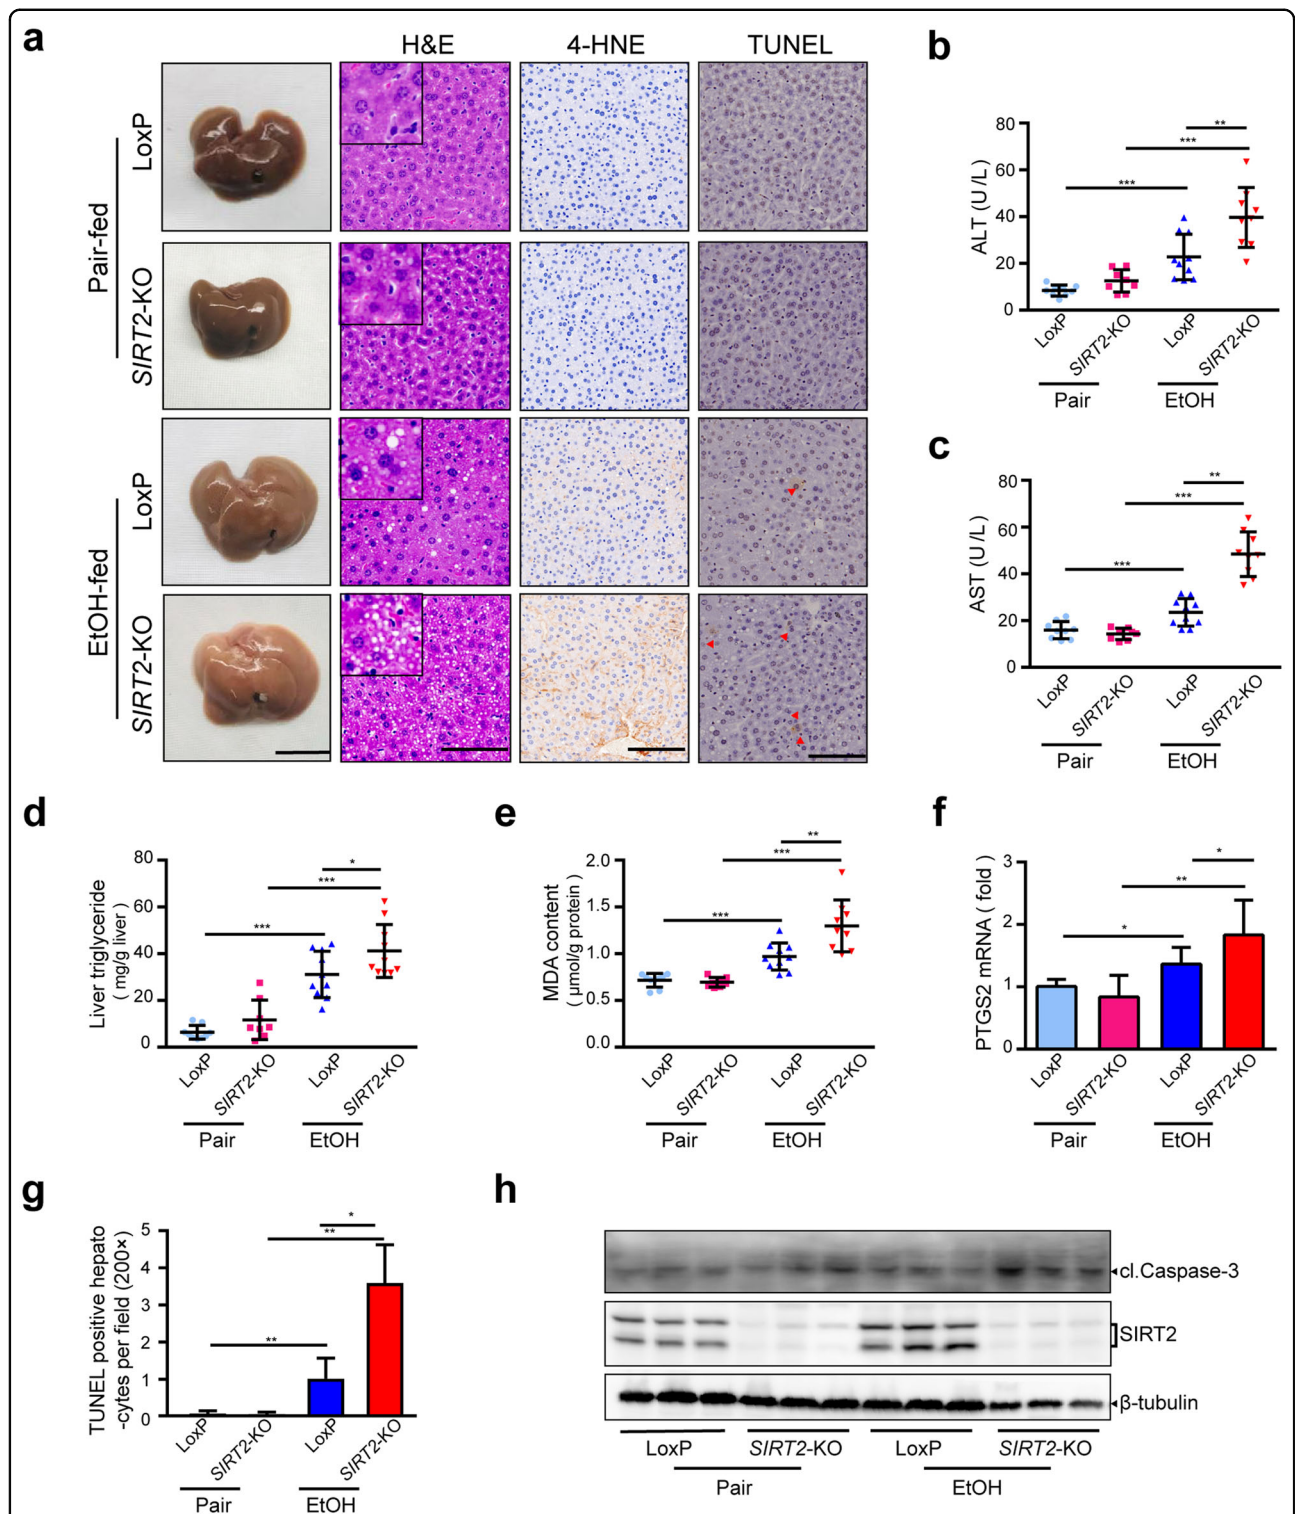 a
H&E
4-HNE
TUNEL
Pair-fed
LoxP
SIRT2-KO
EtOH-fed
LoxP
SIRT2-KO
b
ALT (U /L)
80
60
40
20
0
**
***
***
LoxP
SIRT2-KO
LoxP
SIRT2-KO
Pair
EtOH
c
AST (U /L)
80
60
40
20
0
**
***
***
LoxP
SIRT2-KO
LoxP
SIRT2-KO
Pair
EtOH
d
Liver triglyceride
( mg/g liver)
80
60
40
20
0
*
***
***
LoxP
SIRT2-KO
LoxP
SIRT2-KO
Pair
EtOH
e
MDA content
( μmol/g protein )
2.0
1.5
1.0
0.5
0.0
**
***
***
LoxP
SIRT2-KO
LoxP
SIRT2-KO
Pair
EtOH
f
PTGS2 mRNA ( fold )
3
2
1
0
*
**
*
LoxP
SIRT2-KO
LoxP
SIRT2-KO
Pair
EtOH
g
TUNEL positive hepato
-cytes per field (200×)
5
4
3
2
1
0
*
**
**
LoxP
SIRT2-KO
LoxP
SIRT2-KO
Pair
EtOH
h
cl.Caspase-3
SIRT2
β-tubulin
LoxP
SIRT2-KO
LoxP
SIRT2-KO
Pair
EtOH